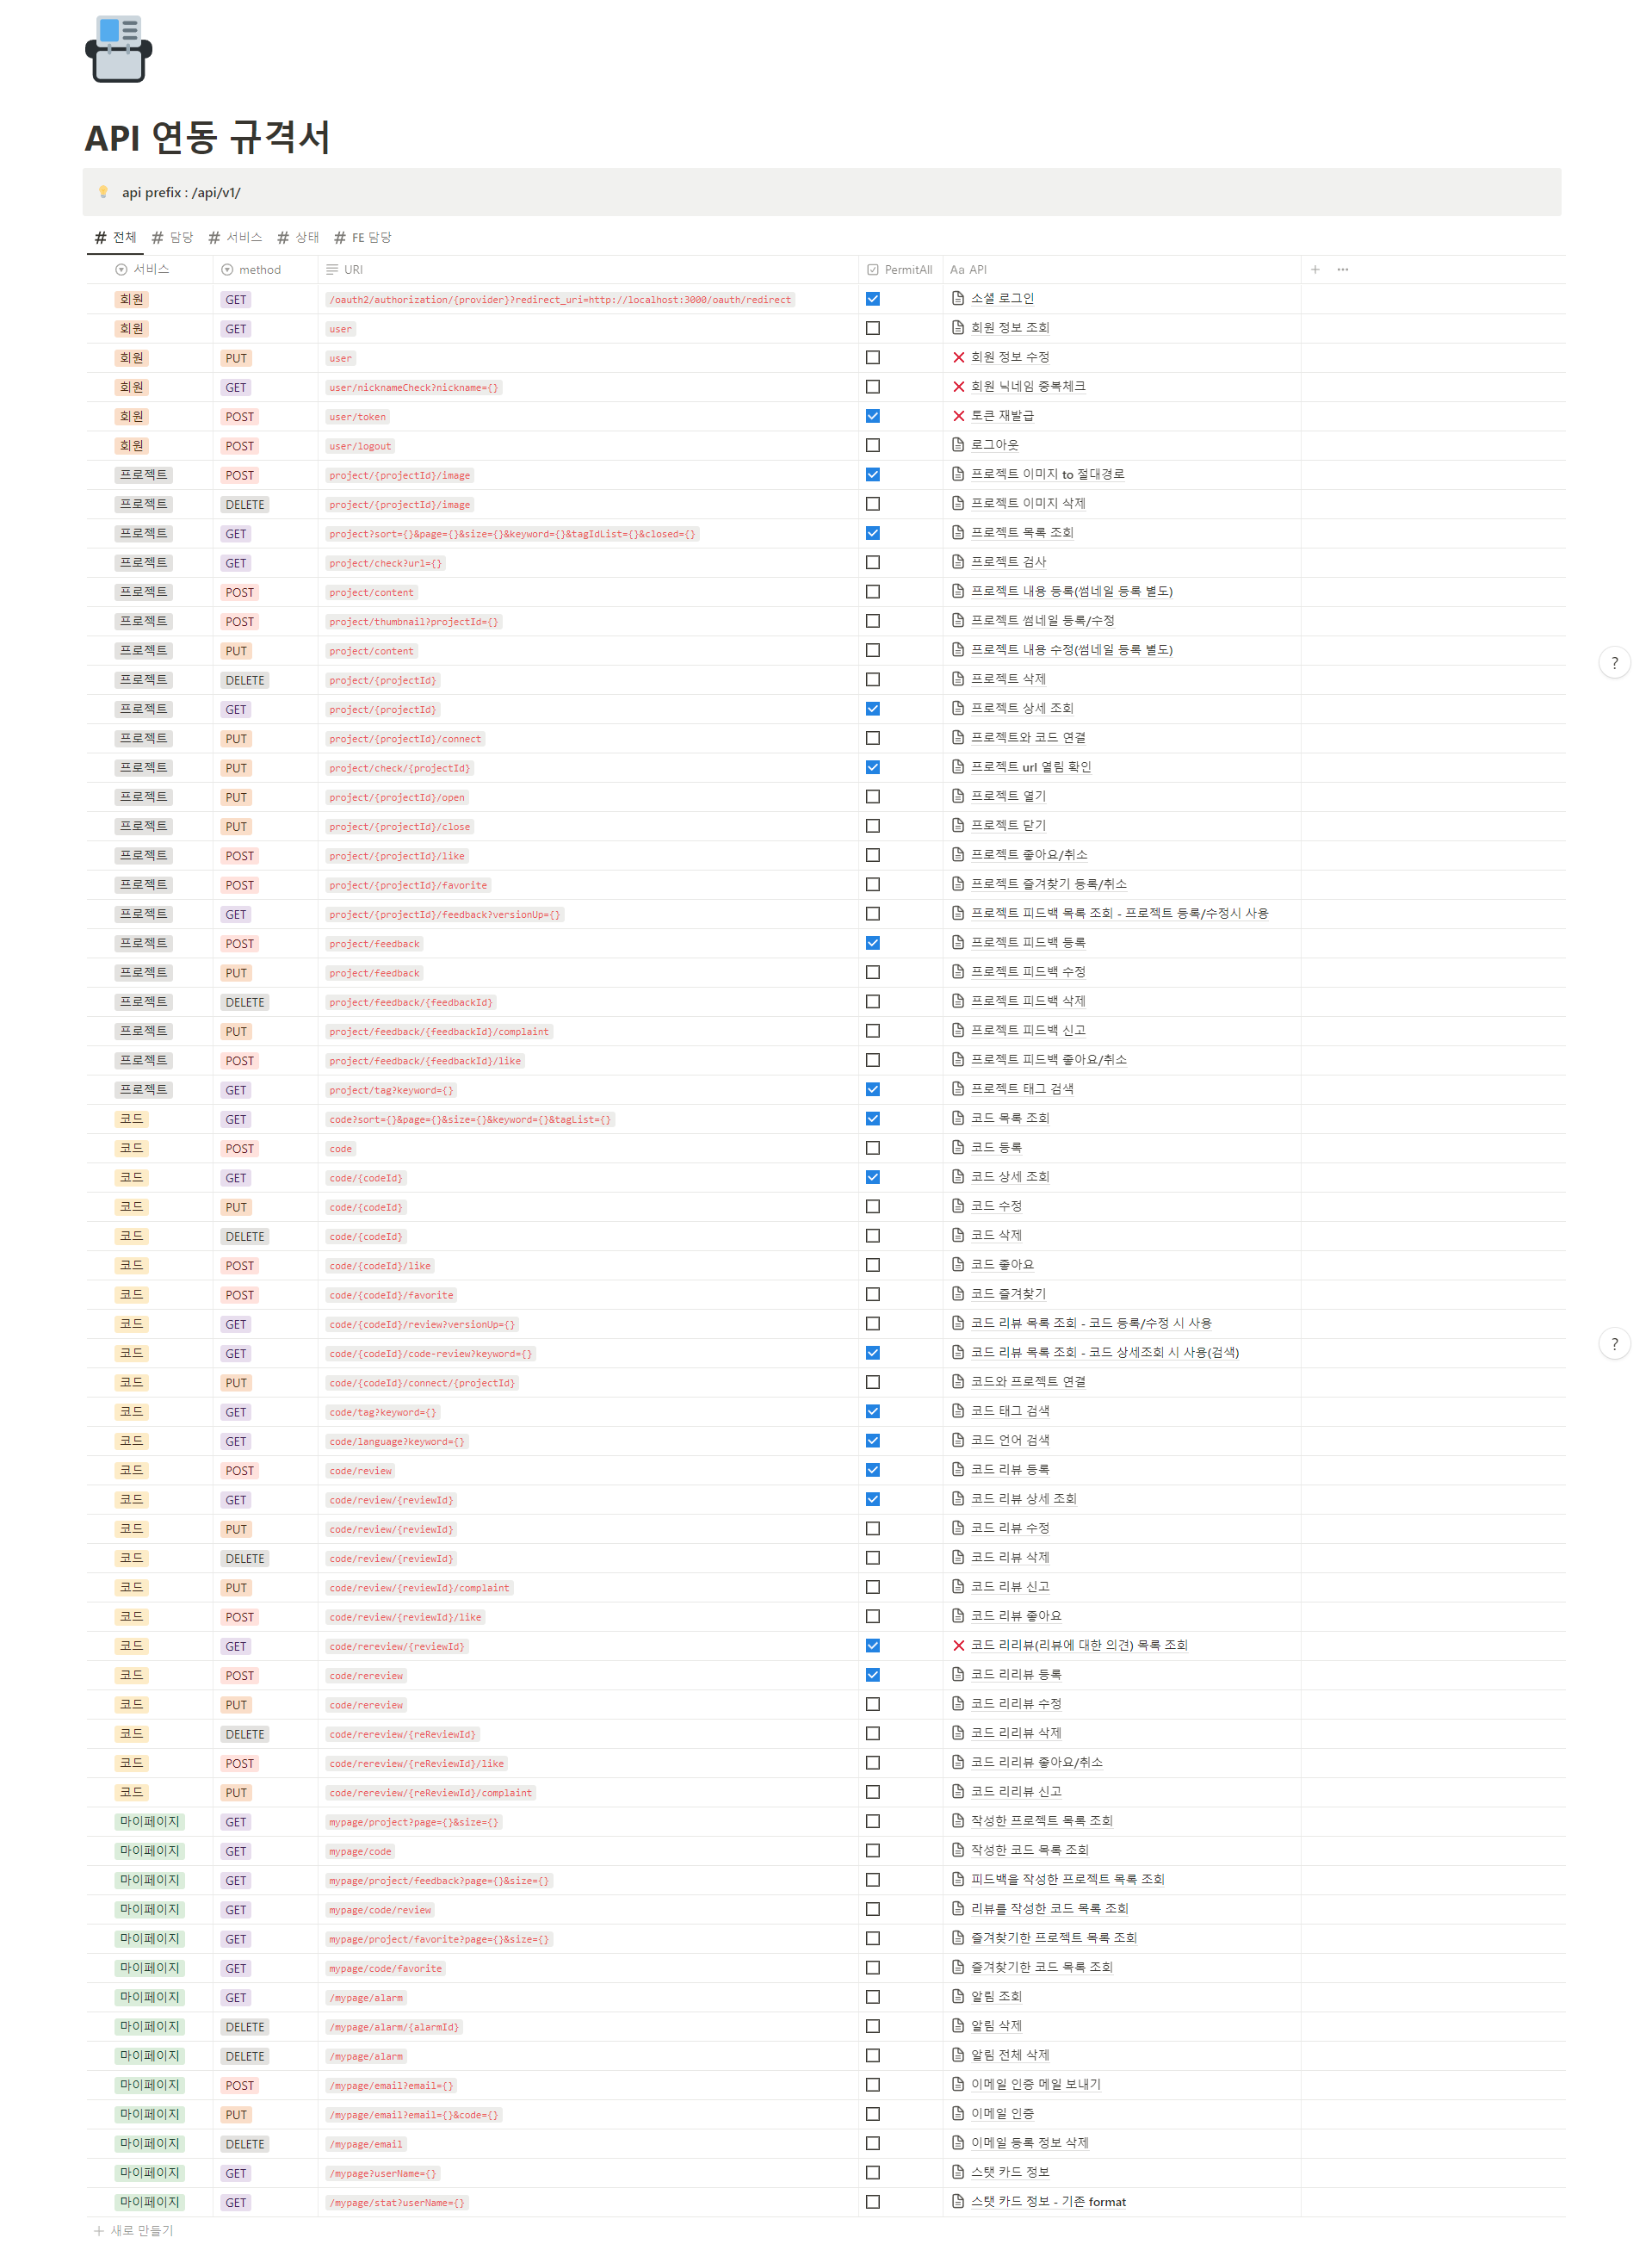 API 연동 규격서
api prefix : /api/v1/
전체 담당 서비스 상태 FE 담당
서비스 method URI PermitAll Aa API
회원 GET /oauth2/authorization/{provider}?redirect_uri=http://localhost:3000/oauth/redirect 소셜 로그인
회원 GET user 회원 정보 조회
회원 PUT user 회원 정보 수정
회원 GET user/nicknameCheck?nickname={} 회원 닉네임 중복체크
회원 POST user/token 토큰 재발급
회원 POST user/logout 로그아웃
프로젝트 POST project/{projectId}/image 프로젝트 이미지 to 절대경로
프로젝트 DELETE project/{projectId}/image 프로젝트 이미지 삭제
프로젝트 GET project?sort={}&page={}&size={}&keyword={}&tagIdList={}&closed={} 프로젝트 목록 조회
프로젝트 GET project/check?url={} 프로젝트 검사
프로젝트 POST project/content 프로젝트 내용 등록(썸네일 등록 별도)
프로젝트 POST project/thumbnail?projectId={} 프로젝트 썸네일 등록/수정
프로젝트 PUT project/content 프로젝트 내용 수정(썸네일 등록 별도)
프로젝트 DELETE project/{projectId} 프로젝트 삭제
프로젝트 GET project/{projectId} 프로젝트 상세 조회
프로젝트 PUT project/{projectId}/connect 프로젝트와 코드 연결
프로젝트 PUT project/check/{projectId} 프로젝트 url 열림 확인
프로젝트 PUT project/{projectId}/open 프로젝트 열기
프로젝트 PUT project/{projectId}/close 프로젝트 닫기
프로젝트 POST project/{projectId}/like 프로젝트 좋아요/취소
프로젝트 POST project/{projectId}/favorite 프로젝트 즐겨찾기 등록/취소
프로젝트 GET project/{projectId}/feedback?versionUp={} 프로젝트 피드백 목록 조회 - 프로젝트 등록/수정시 사용
프로젝트 POST project/feedback 프로젝트 피드백 등록
프로젝트 PUT project/feedback 프로젝트 피드백 수정
프로젝트 DELETE project/feedback/{feedbackId} 프로젝트 피드백 삭제
프로젝트 PUT project/feedback/{feedbackId}/complaint 프로젝트 피드백 신고
프로젝트 POST project/feedback/{feedbackId}/like 프로젝트 피드백 좋아요/취소
프로젝트 GET project/tag?keyword={} 프로젝트 태그 검색
코드 GET code?sort={}&page={}&size={}&keyword={}&tagList={} 코드 목록 조회
코드 POST code 코드 등록
코드 GET code/{codeId} 코드 상세 조회
코드 PUT code/{codeId} 코드 수정
코드 DELETE code/{codeId} 코드 삭제
코드 POST code/{codeId}/like 코드 좋아요
코드 POST code/{codeId}/favorite 코드 즐겨찾기
코드 GET code/{codeId}/review?versionUp={} 코드 리뷰 목록 조회 - 코드 등록/수정 시 사용
코드 GET code/{codeId}/code-review?keyword={} 코드 리뷰 목록 조회 - 코드 상세조회 시 사용(검색)
코드 PUT code/{codeId}/connect/{projectId} 코드와 프로젝트 연결
코드 GET code/tag?keyword={} 코드 태그 검색
코드 GET code/language?keyword={} 코드 언어 검색
코드 POST code/review 코드 리뷰 등록
코드 GET code/review/{reviewId} 코드 리뷰 상세 조회
코드 PUT code/review/{reviewId} 코드 리뷰 수정
코드 DELETE code/review/{reviewId} 코드 리뷰 삭제
코드 PUT code/review/{reviewId}/complaint 코드 리뷰 신고
코드 POST code/review/{reviewId}/like 코드 리뷰 좋아요
코드 GET code/rereview/{reviewId} 코드 리리뷰(리뷰에 대한 의견) 목록 조회
코드 POST code/rereview 코드 리리뷰 등록
코드 PUT code/rereview 코드 리리뷰 수정
코드 DELETE code/rereview/{reReviewId} 코드 리리뷰 삭제
코드 POST code/rereview/{reReviewId}/like 코드 리리뷰 좋아요/취소
코드 PUT code/rereview/{reReviewId}/complaint 코드 리리뷰 신고
마이페이지 GET mypage/project?page={}&size={} 작성한 프로젝트 목록 조회
마이페이지 GET mypage/code 작성한 코드 목록 조회
마이페이지 GET mypage/project/feedback?page={}&size={} 피드백을 작성한 프로젝트 목록 조회
마이페이지 GET mypage/code/review 리뷰를 작성한 코드 목록 조회
마이페이지 GET mypage/project/favorite?page={}&size={} 즐겨찾기한 프로젝트 목록 조회
마이페이지 GET mypage/code/favorite 즐겨찾기한 코드 목록 조회
마이페이지 GET /mypage/alarm 알림 조회
마이페이지 DELETE /mypage/alarm/{alarmId} 알림 삭제
마이페이지 DELETE /mypage/alarm 알림 전체 삭제
마이페이지 POST /mypage/email?email={} 이메일 인증 메일 보내기
마이페이지 PUT /mypage/email?email={}&code={} 이메일 인증
마이페이지 DELETE /mypage/email 이메일 등록 정보 삭제
마이페이지 GET /mypage?userName={} 스탯 카드 정보
마이페이지 GET /mypage/stat?userName={} 스탯 카드 정보 - 기존 format
새로 만들기
?
?